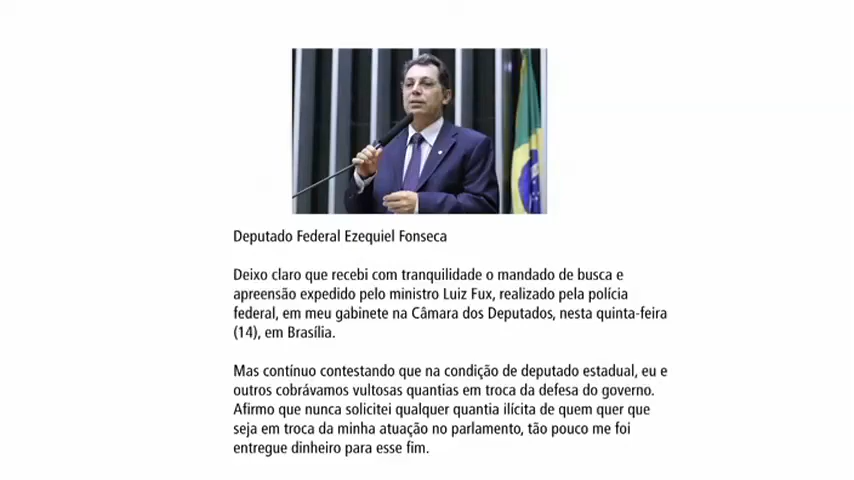 Deputado Federal Ezequiel Fonseca
Deixo claro que recebi com tranquilidade o mandado de busca e
apreensão expedido pelo ministro Luiz Fux, realizado pela polícia
federal, em meu gabinete na Câmara dos Deputados, nesta quinta-feira
(14), em Brasília.
Mas contínuo contestando que na condição de deputado estadual, eu e
outros cobrávamos vultosas quantias em troca da defesa do governo.
Afirmo que nunca solicitei qualquer quantia ilícita de quem quer que
seja em troca da minha atuação no parlamento, tão pouco me foi
entregue dinheiro para esse fim.